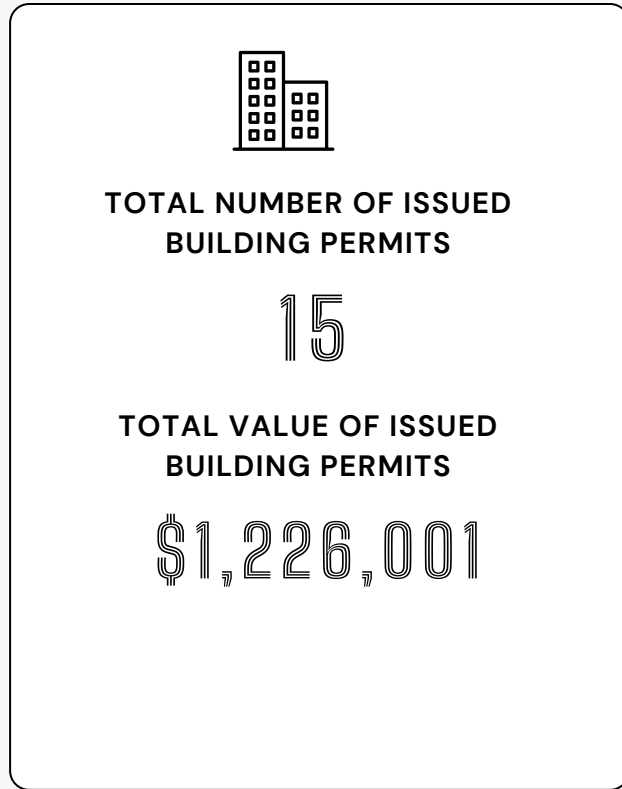 TOTAL NUMBER OF ISSUED
BUILDING PERMITS
15
TOTAL VALUE OF ISSUED
BUILDING PERMITS
$1,226,001